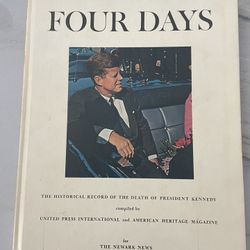 FOUR DAYS
THE HISTORICAL RECORD OF THE DEATH OF PRESIDENT KENNEDY
compiled by
UNITED PRESS INTERNATIONAL and AMERICAN HERITAGE MAGAZINE
for
THE NEWARK NEWS